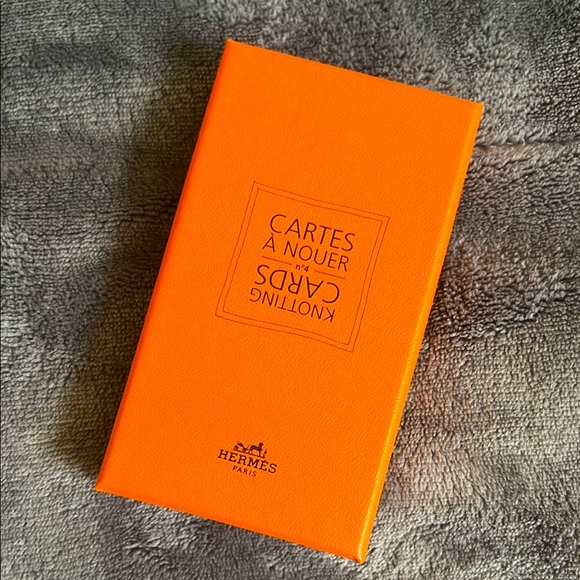 CARTES
À NOUER
n°4
KNOTTING
CARDS
HERMÈS
PARIS